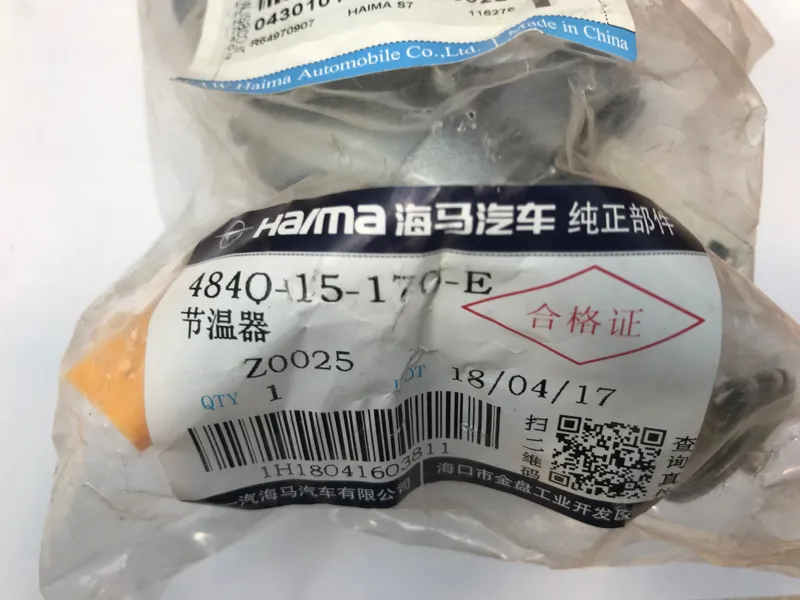 HAIMA S7
116276
R64970907
Haima Automobile Co.,Ltd. Made in China
Haima 海马汽车 纯正部件
484Q-15-170-E
合格证
节温器
Z0025
QTY 1 LOT 18/04/17
扫二维码
查询真
1H18041603811
一汽海马汽车有限公司 海口市金盘工业开发区